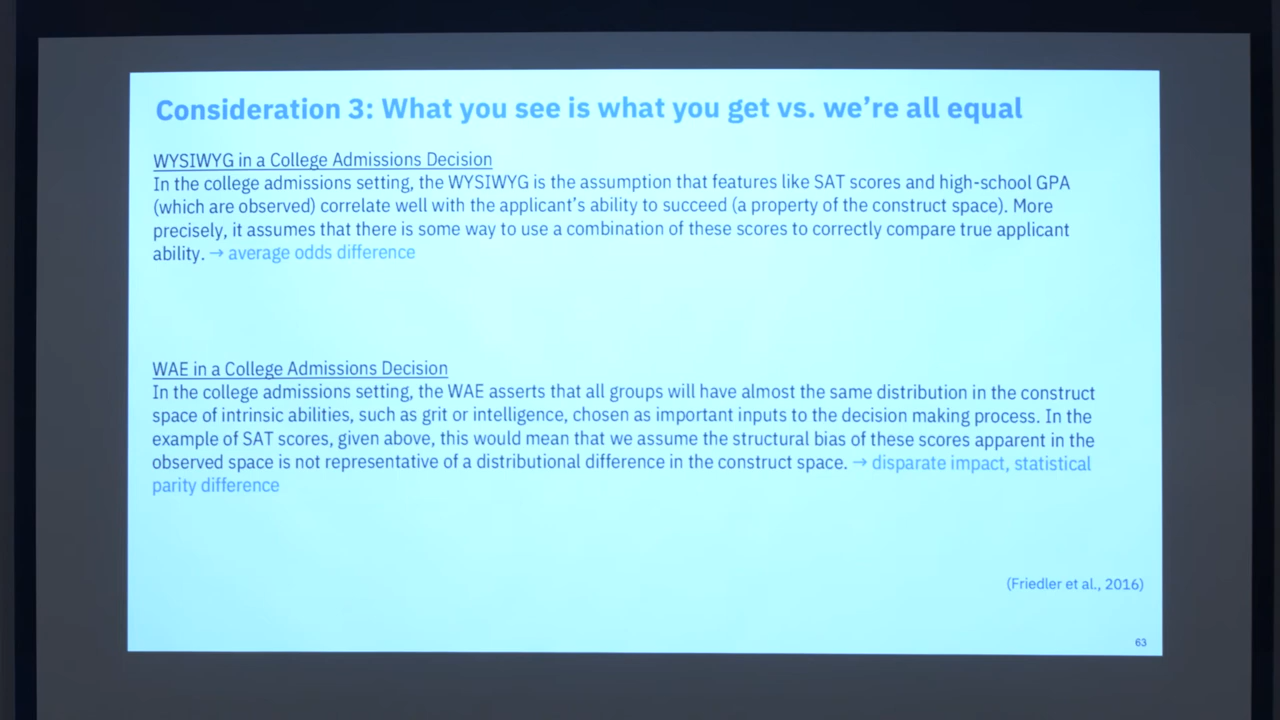 Consideration 3: What you see is what you get vs. we’re all equal
WYSIWYG in a College Admissions Decision
In the college admissions setting, the WYSIWYG is the assumption that features like SAT scores and high-school GPA
(which are observed) correlate well with the applicant’s ability to succeed (a property of the construct space). More
precisely, it assumes that there is some way to use a combination of these scores to correctly compare true applicant
ability. → average odds difference
WAE in a College Admissions Decision
In the college admissions setting, the WAE asserts that all groups will have almost the same distribution in the construct
space of intrinsic abilities, such as grit or intelligence, chosen as important inputs to the decision making process. In the
example of SAT scores, given above, this would mean that we assume the structural bias of these scores apparent in the
observed space is not representative of a distributional difference in the construct space. → disparate impact, statistical
parity difference
(Friedler et al., 2016)
63